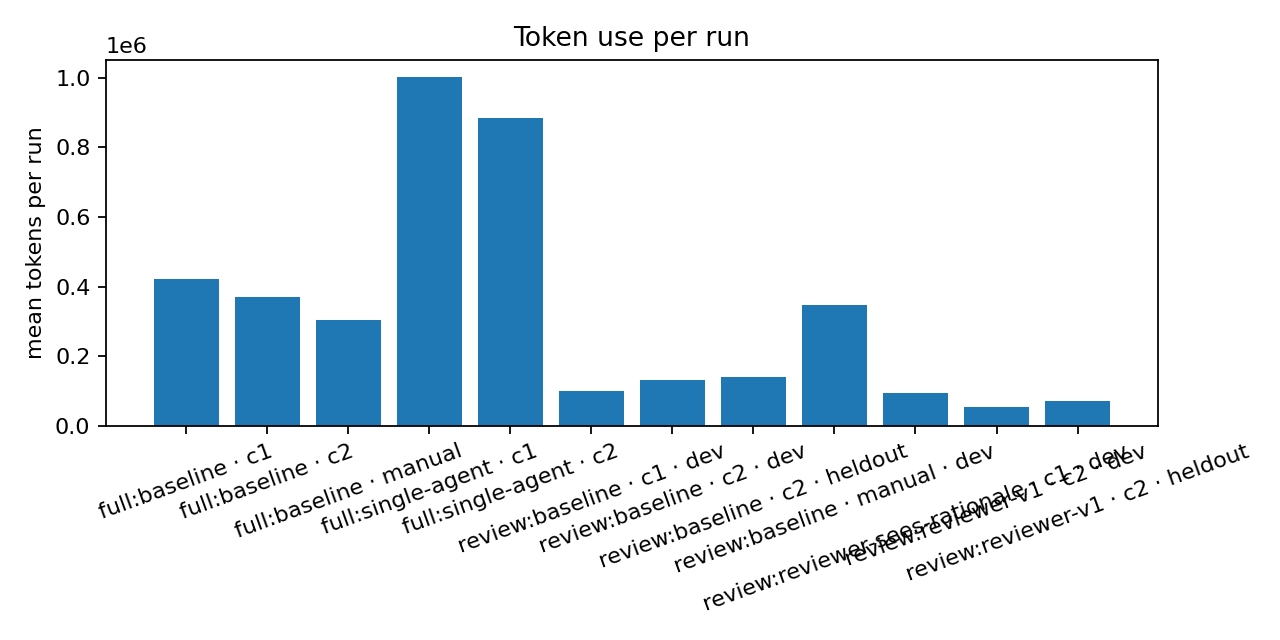 Token use per run
1e6
mean tokens per run
1.0
0.8
0.6
0.4
0.2
0.0
full:baseline · c1
full:baseline · c2
full:baseline · manual
full:single-agent · c1
full:single-agent · c2
review:baseline · c1 · dev
review:baseline · c2 · dev
review:baseline · c2 · heldout
review:baseline · manual · dev
review:reviewer-sees-rationale · c1 · dev
review:reviewer-v1 · c2 · dev
review:reviewer-v1 · c2 · heldout